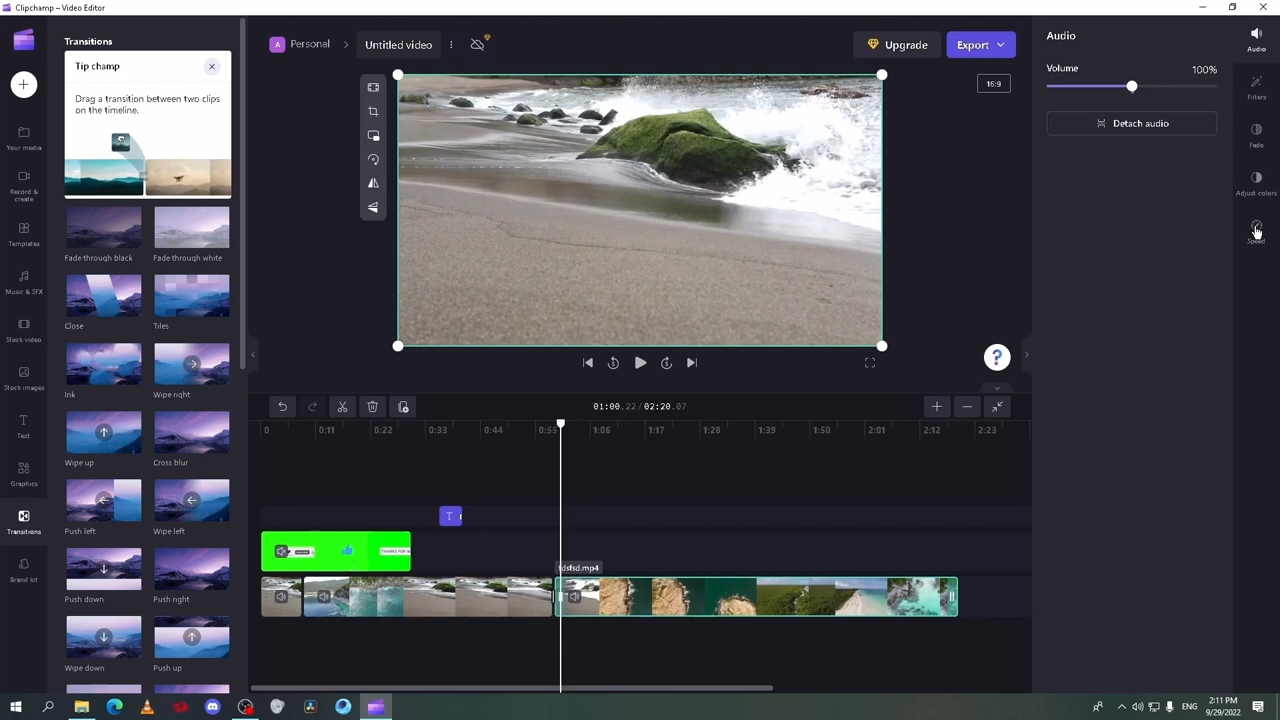 Clipchamp – Video Editor
Transitions
Tip champ
Drag a transition between two clips
on the timeline.
Fade through black
Fade through white
Close
Tiles
Ink
Wipe right
Wipe up
Cross blur
Push left
Wipe left
Push down
Push right
Wipe down
Push up
Your media
Record &
create
Templates
Music & SFX
Stock video
Stock images
Text
Graphics
Transitions
Brand kit
A Personal
Untitled video
Upgrade
Export
16:9
Audio
Volume
100%
Detach audio
Audio
Filters
Fade
Adjust colors
Speed
5
5
?
01:00.22 / 02:20.07
0
0:11
0:22
0:33
0:44
0:55
1:06
1:17
1:28
1:39
1:50
2:01
2:12
2:23
T
THANKS FOR
tdsfsd.mp4
ENG
2:11 PM
9/29/2022